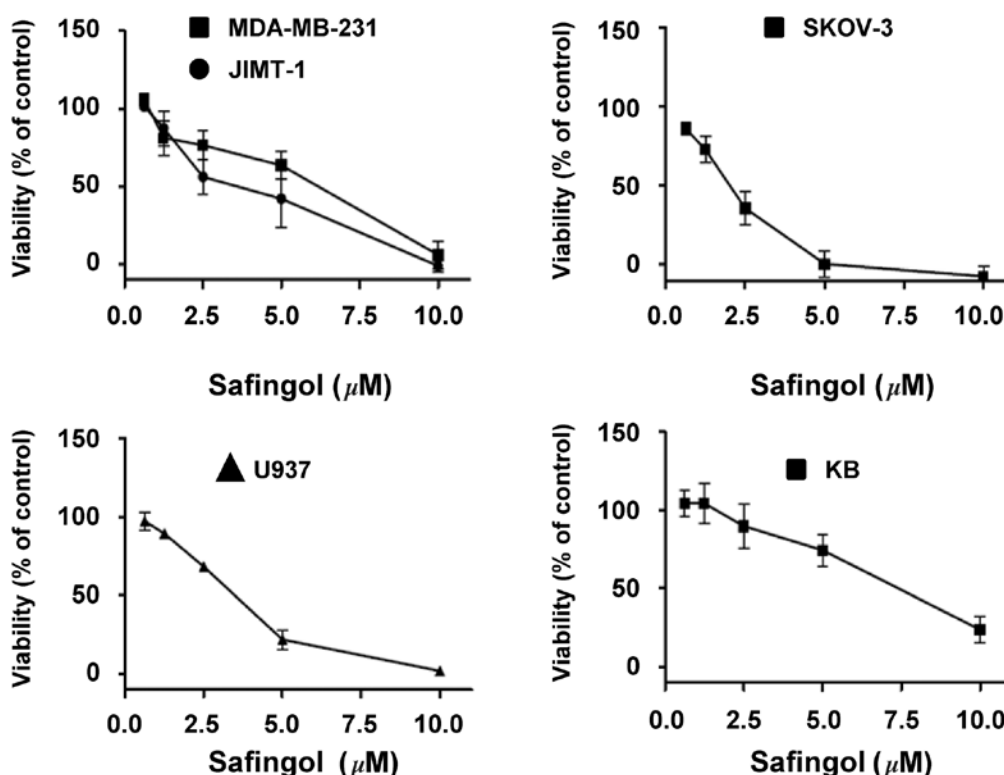 Viability (% of control)
150
100
50
0
MDA-MB-231
JIMT-1
0.0 2.5 5.0 7.5 10.0
Safingol (μM)
Viability (% of control)
150
100
50
0
SKOV-3
0.0 2.5 5.0 7.5 10.0
Safingol (μM)
Viability (% of control)
150
100
50
0
U937
0.0 2.5 5.0 7.5 10.0
Safingol (μM)
Viability (% of control)
150
100
50
0
KB
0.0 2.5 5.0 7.5 10.0
Safingol (μM)